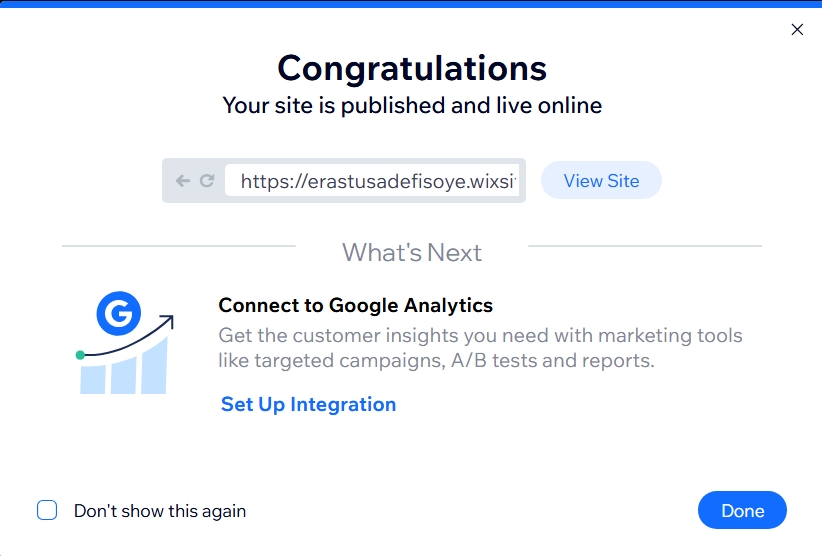 Congratulations
Your site is published and live online
https://erastusadefisoye.wixsi
View Site
What's Next
G
Connect to Google Analytics
Get the customer insights you need with marketing tools
like targeted campaigns, A/B tests and reports.
Set Up Integration
Don't show this again
Done